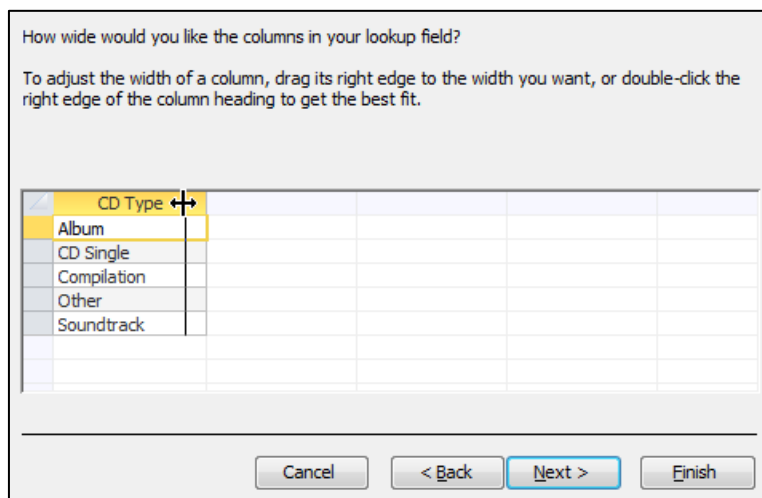 How wide would you like the columns in your lookup field?
To adjust the width of a column, drag its right edge to the width you want, or double-click the
right edge of the column heading to get the best fit.
CD Type
Album
CD Single
Compilation
Other
Soundtrack
Cancel < Back Next > Finish